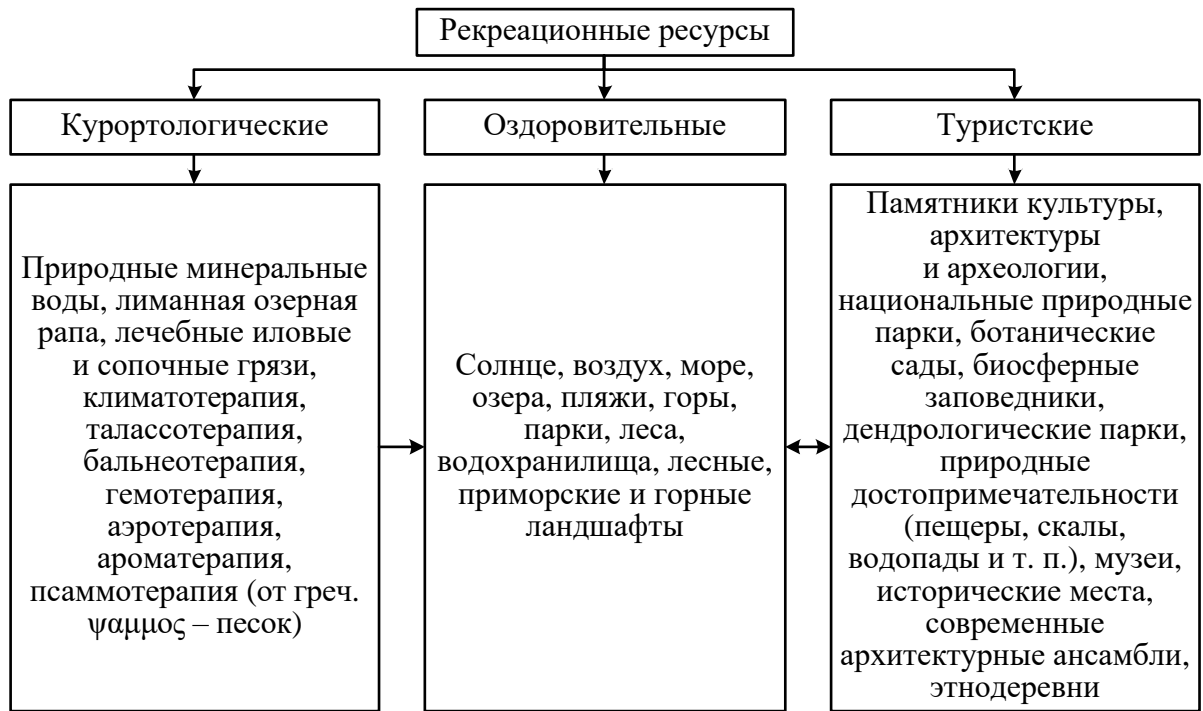 Рекреационные ресурсы
Курортологические
Оздоровительные
Туристские
Природные минеральные
воды, лиманная озерная
рапа, лечебные иловые
и сопочные грязи,
климатотерапия,
талассотерапия,
бальнеотерапия,
гемотерапия,
аэротерапия,
ароматерапия,
псаммотерапия (от греч.
ψαμμος – песок)
Солнце, воздух, море,
озера, пляжи, горы,
парки, леса,
водохранилища, лесные,
приморские и горные
ландшафты
Памятники культуры,
архитектуры
и археологии,
национальные природные
парки, ботанические
сады, биосферные
заповедники,
дендрологические парки,
природные
достопримечательности
(пещеры, скалы,
водопады и т. п.), музеи,
исторические места,
современные
архитектурные ансамбли,
этнодеревни